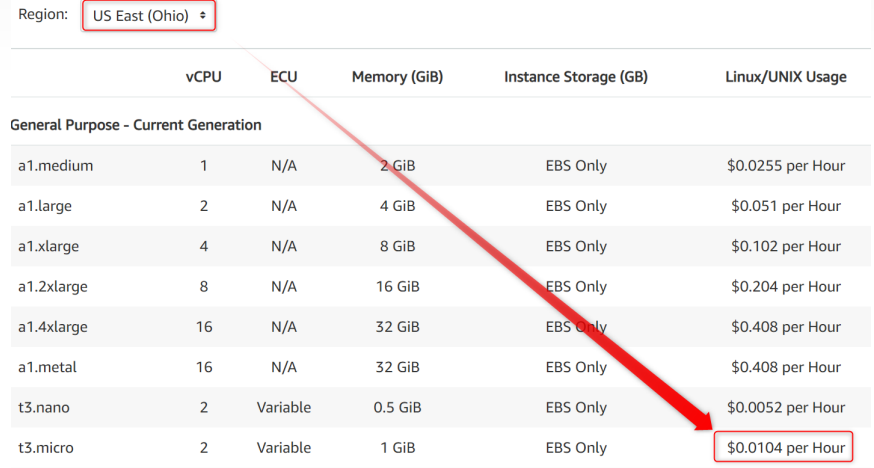 Region: US East (Ohio)
vCPU ECU Memory (GiB) Instance Storage (GB) Linux/UNIX Usage
General Purpose - Current Generation
a1.medium 1 N/A 2 GiB EBS Only $0.0255 per Hour
a1.large 2 N/A 4 GiB EBS Only $0.051 per Hour
a1.xlarge 4 N/A 8 GiB EBS Only $0.102 per Hour
a1.2xlarge 8 N/A 16 GiB EBS Only $0.204 per Hour
a1.4xlarge 16 N/A 32 GiB EBS Only $0.408 per Hour
a1.metal 16 N/A 32 GiB EBS Only $0.408 per Hour
t3.nano 2 Variable 0.5 GiB EBS Only $0.0052 per Hour
t3.micro 2 Variable 1 GiB EBS Only $0.0104 per Hour